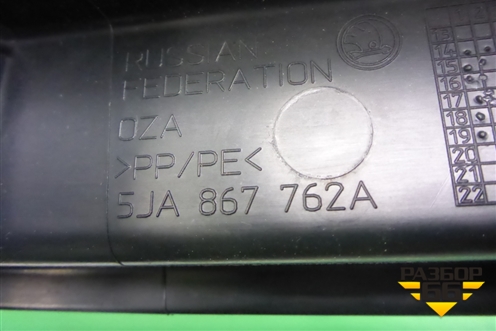 RUSSIAN
FEDERATION
OZA
>PP/PE<
5JA 867 762A
13
14
15
16
17
18
19
20
21
22
РАЗБОР
66